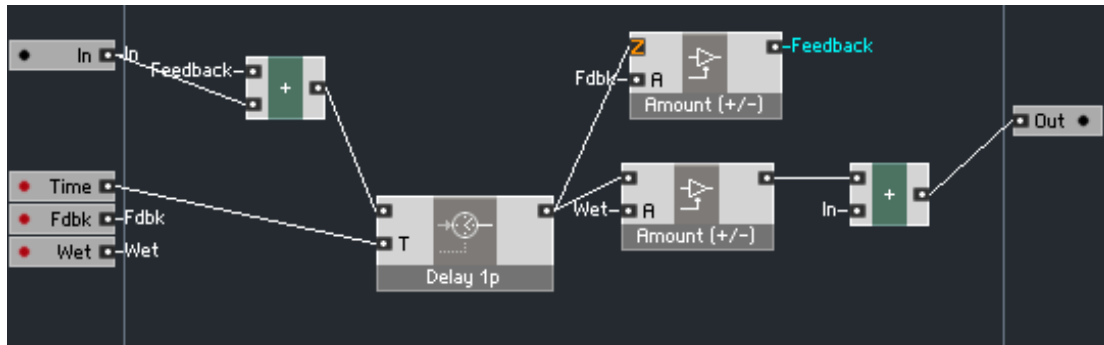 In
In
Feedback
+
Z
Feedback
Fdbk
A
Amount (+/-)
Out
Time
Fdbk
Fdbk
Wet
Wet
T
Delay 1p
Wet
A
Amount (+/-)
+
In